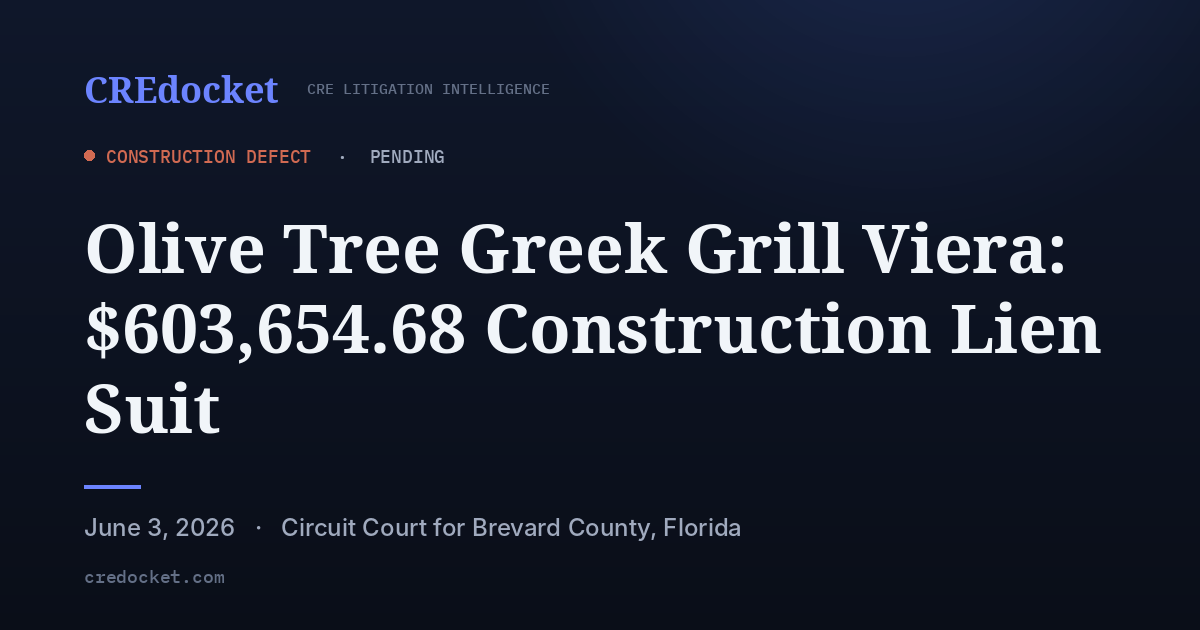 CREdocket CRE LITIGATION INTELLIGENCE
CONSTRUCTION DEFECT · PENDING
Olive Tree Greek Grill Viera:
$603,654.68 Construction Lien
Suit
June 3, 2026 · Circuit Court for Brevard County, Florida
credocket.com